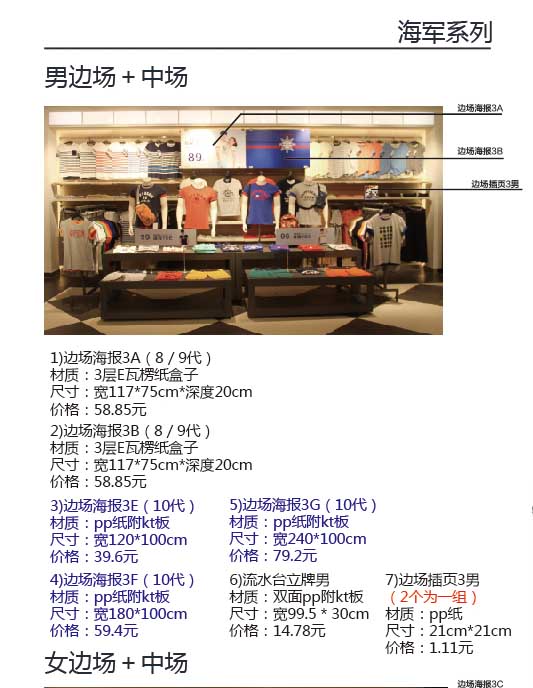 海军系列
男边场+中场
边场海报3A
边场海报3B
边场插页3男
89
1)边场海报3A（8／9代）
材质：3层E瓦楞纸盒子
尺寸：宽117*75cm*深度20cm
价格：58.85元
2)边场海报3B（8／9代）
材质：3层E瓦楞纸盒子
尺寸：宽117*75cm*深度20cm
价格：58.85元
3)边场海报3E（10代）
材质：pp纸附kt板
尺寸：宽120*100cm
价格：39.6元
5)边场海报3G（10代）
材质：pp纸附kt板
尺寸：宽240*100cm
价格：79.2元
4)边场海报3F（10代）
材质：pp纸附kt板
尺寸：宽180*100cm
价格：59.4元
6)流水台立牌男
材质：双面pp附kt板
尺寸：宽99.5 * 30cm
价格：14.78元
7)边场插页3男
（2个为一组）
材质：pp纸
尺寸：21cm*21cm
价格：1.11元
女边场+中场
边场海报3C